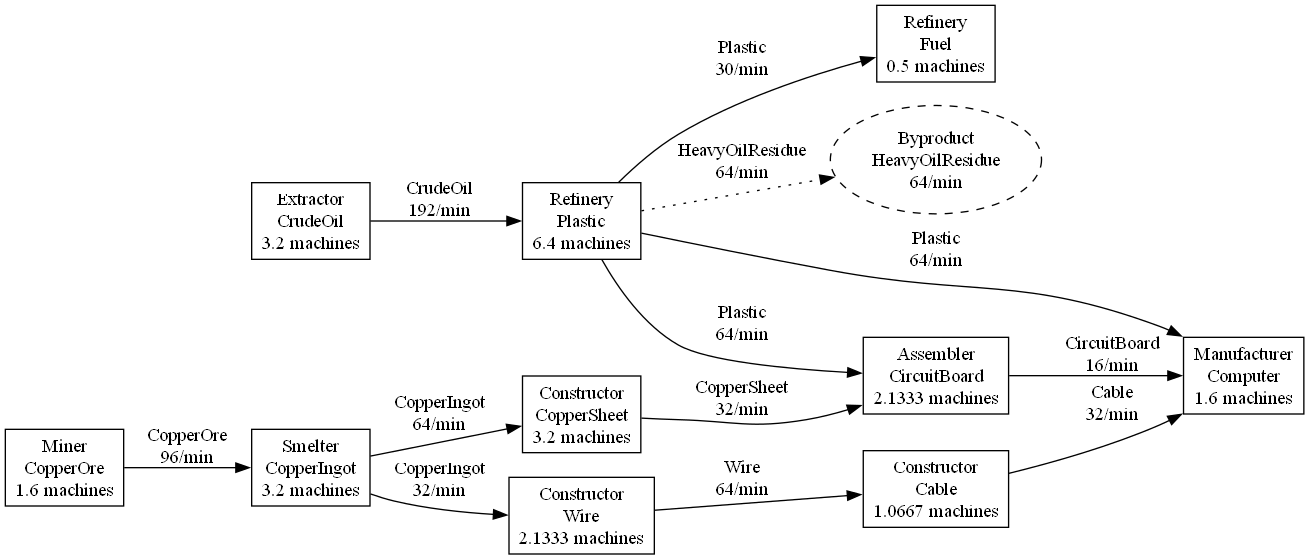 Refinery
Fuel
0.5 machines
Plastic
30/min
Byproduct
HeavyOilResidue
64/min
HeavyOilResidue
64/min
Extractor
CrudeOil
3.2 machines
CrudeOil
192/min
Refinery
Plastic
6.4 machines
Plastic
64/min
Plastic
64/min
Assembler
CircuitBoard
2.1333 machines
CircuitBoard
16/min
Manufacturer
Computer
1.6 machines
Cable
32/min
Constructor
CopperSheet
3.2 machines
CopperSheet
32/min
CopperIngot
64/min
Miner
CopperOre
1.6 machines
CopperOre
96/min
Smelter
CopperIngot
3.2 machines
CopperIngot
32/min
Constructor
Wire
2.1333 machines
Wire
64/min
Constructor
Cable
1.0667 machines